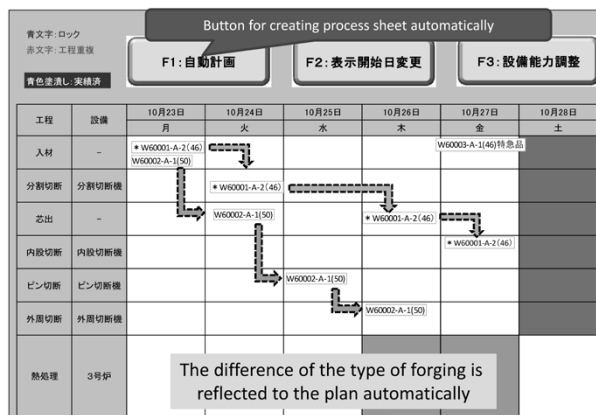 Button for creating process sheet automatically
青文字:ロック
赤文字:工程重複
青色塗潰し:実績済
F1:自動計画
F2:表示開始日変更
F3:設備能力調整
工程 設備 10月23日 10月24日 10月25日 10月26日 10月27日 10月28日
月 火 水 木 金 土
入材 - *W60001-A-2(46) W60003-A-1(46)特急品
W60002-A-1(50)
分割切断 分割切断機 *W60001-A-2(46)
芯出 - W60002-A-1(50) *W60001-A-2(46)
内股切断 内股切断機 *W60001-A-2(46)
ピン切断 ピン切断機 W60002-A-1(50)
外周切断 外周切断機 W60002-A-1(50)
熱処理 3号炉
The difference of the type of forging is
reflected to the plan automatically